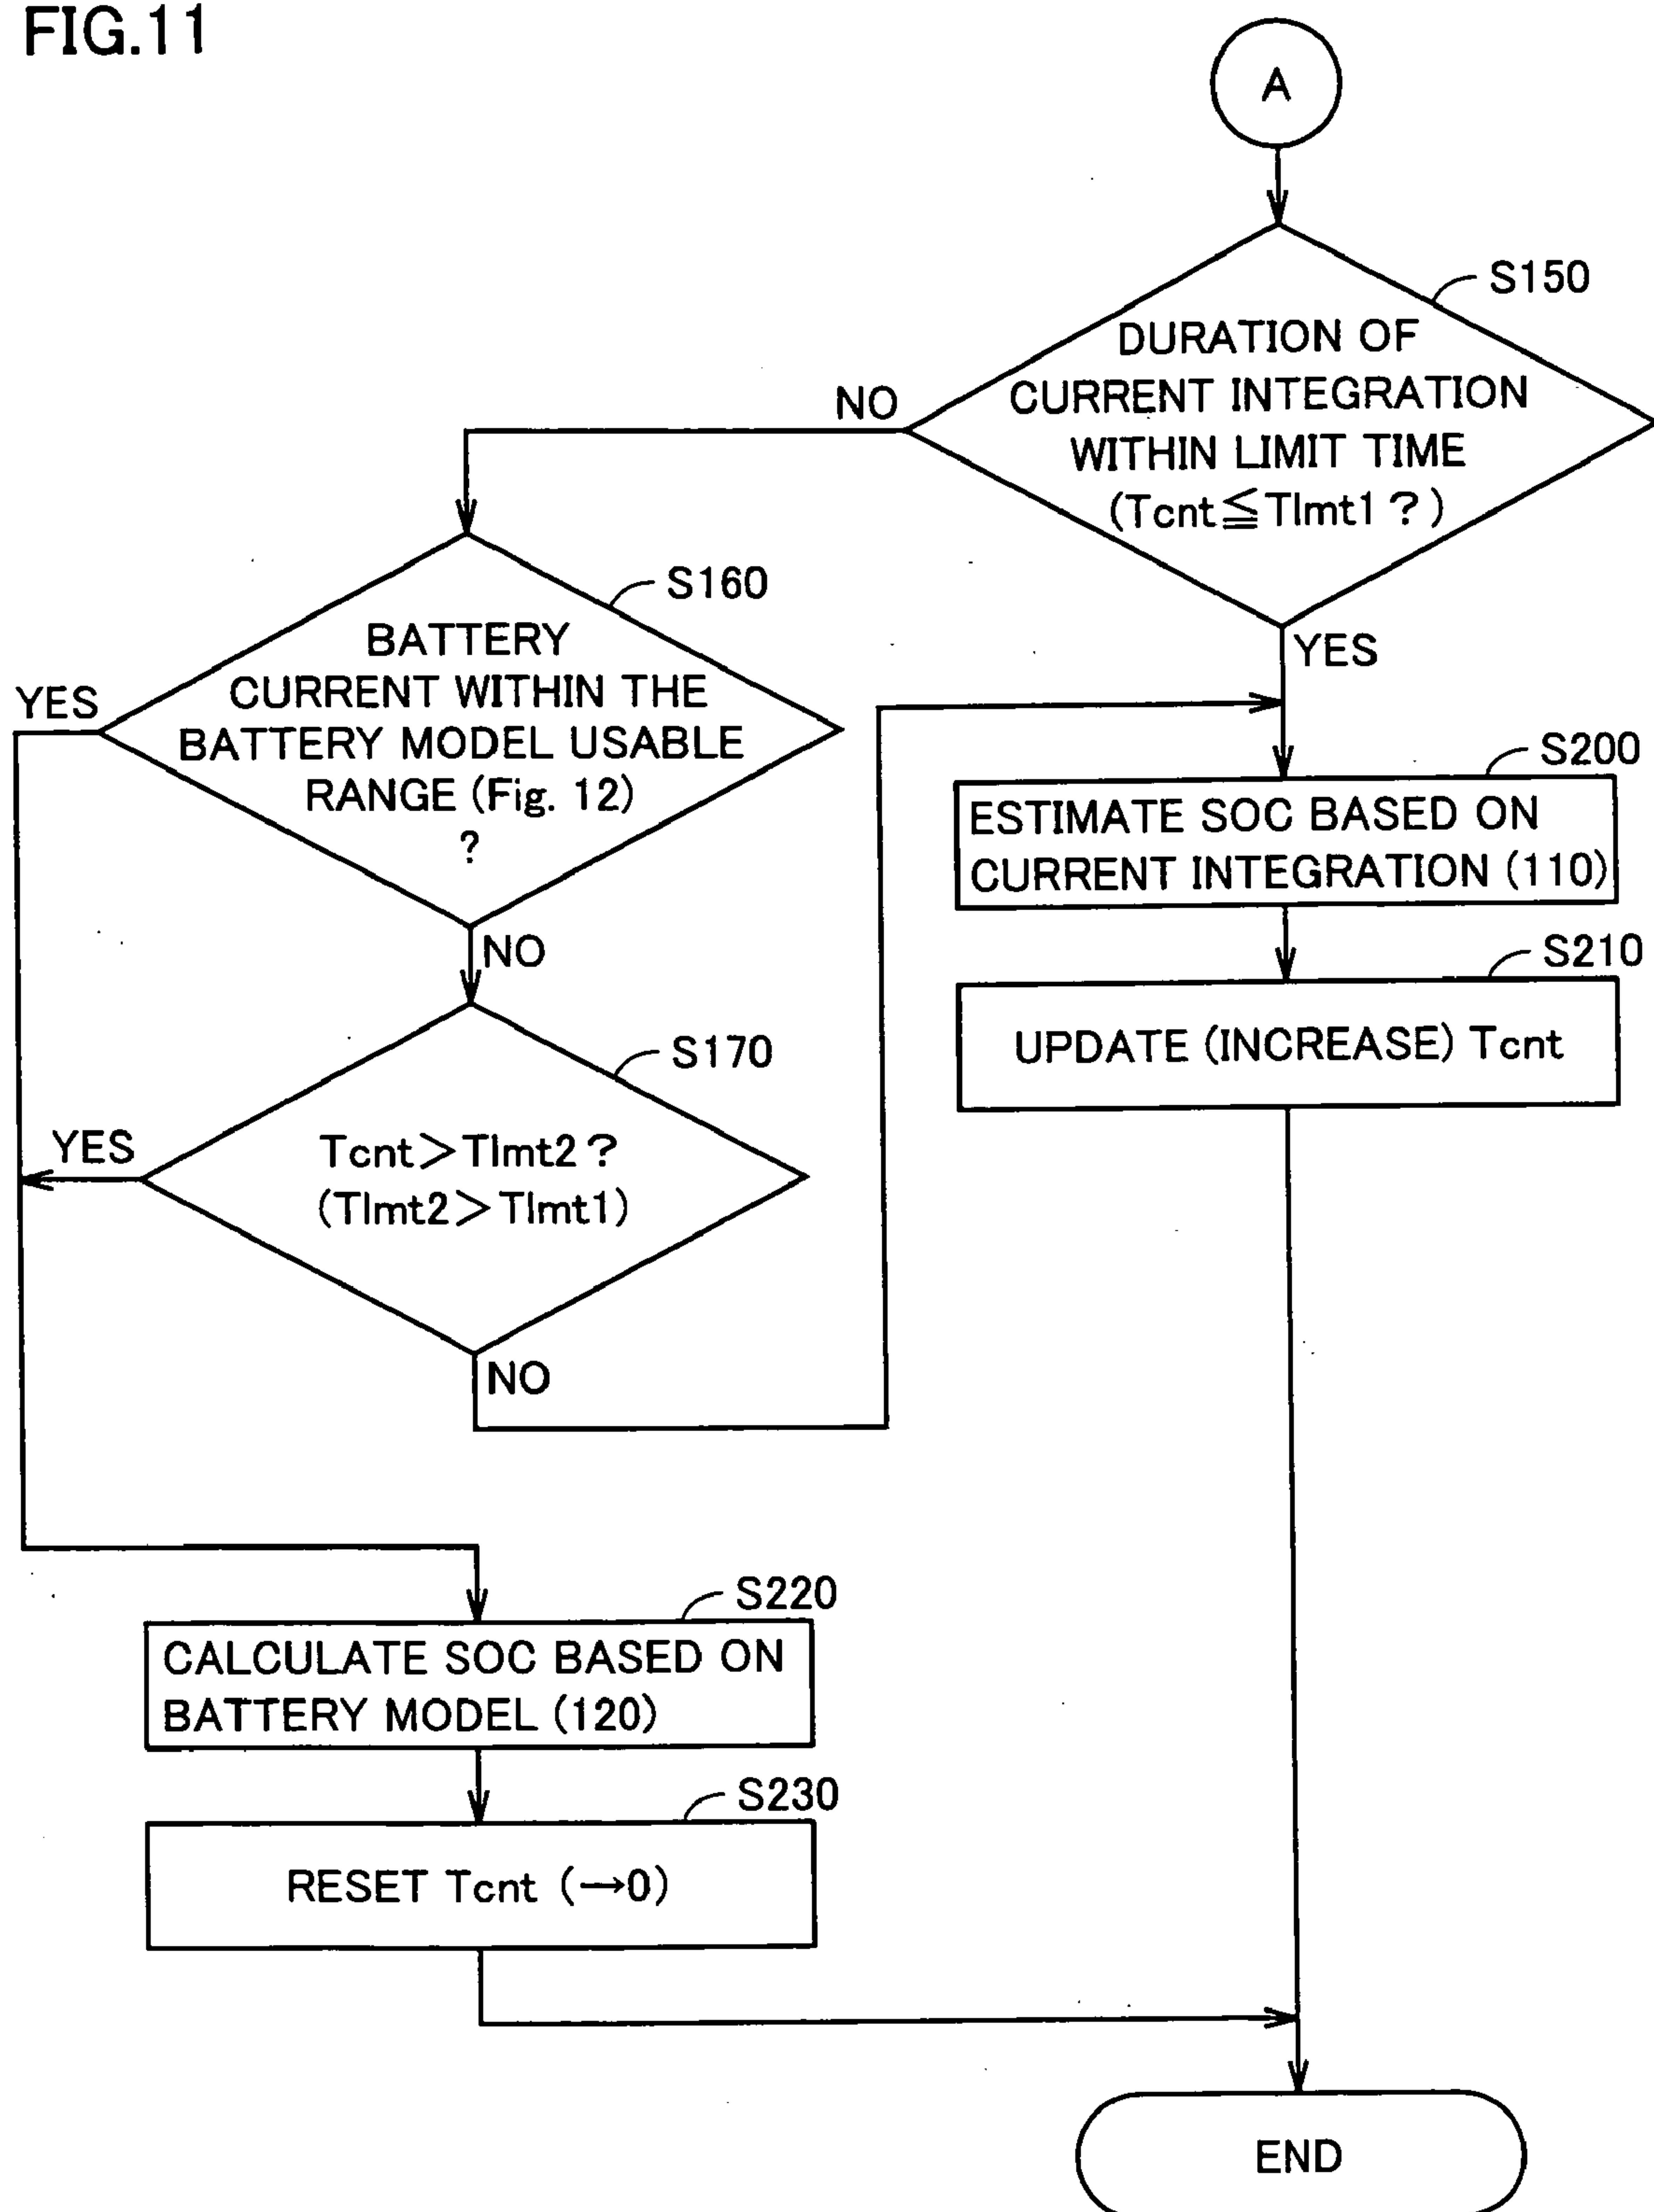 FIG.11
A
S150
DURATION OF
CURRENT INTEGRATION
WITHIN LIMIT TIME
(Tcnt≦Tlmt1 ?)
NO
YES
S160
BATTERY
CURRENT WITHIN THE
BATTERY MODEL USABLE
RANGE (Fig. 12)
?
YES
NO
S170
Tcnt>Tlmt2 ?
(Tlmt2>Tlmt1)
YES
NO
S200
ESTIMATE SOC BASED ON
CURRENT INTEGRATION (110)
S210
UPDATE (INCREASE) Tcnt
S220
CALCULATE SOC BASED ON
BATTERY MODEL (120)
S230
RESET Tcnt (→0)
END